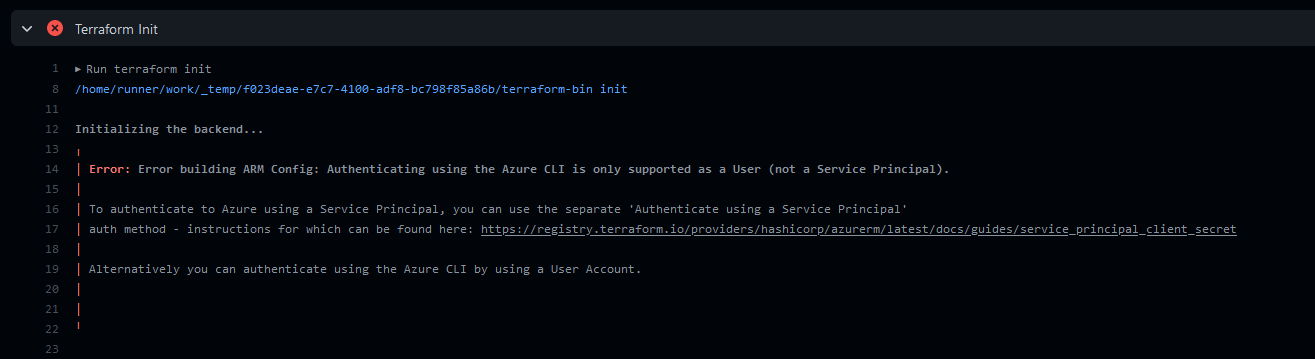 Terraform Init
1 ▸ Run terraform init
8 /home/runner/work/_temp/f023deae-e7c7-4100-adf8-bc798f85a86b/terraform-bin init
11
12 Initializing the backend...
13 ╷
14 │ Error: Error building ARM Config: Authenticating using the Azure CLI is only supported as a User (not a Service Principal).
15 │
16 │ To authenticate to Azure using a Service Principal, you can use the separate 'Authenticate using a Service Principal'
17 │ auth method - instructions for which can be found here: https://registry.terraform.io/providers/hashicorp/azurerm/latest/docs/guides/service_principal_client_secret
18 │
19 │ Alternatively you can authenticate using the Azure CLI by using a User Account.
20 │
21 │
22 ╵
23